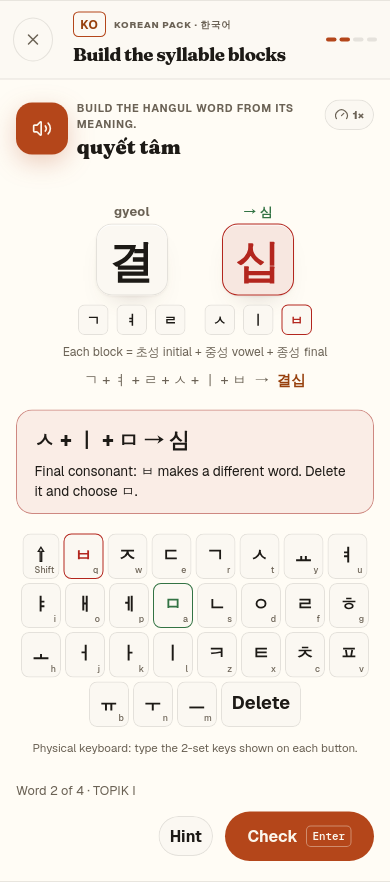 KO KOREAN PACK · 한국어
Build the syllable blocks
BUILD THE HANGUL WORD FROM ITS MEANING.
quyết tâm
1×
gyeol → 심
결 십
ㄱ ㅕ ㄹ ㅅ ㅣ ㅂ
Each block = 초성 initial + 중성 vowel + 종성 final
ㄱ + ㅕ + ㄹ + ㅅ + ㅣ + ㅂ → 결십
ㅅ + ㅣ + ㅁ → 심
Final consonant: ㅂ makes a different word. Delete
it and choose ㅁ.
⇧ Shift ㅂ q ㅈ w ㄷ e ㄱ r ㅅ t ㅛ y ㅕ u
ㅑ i ㅐ o ㅔ p ㅁ a ㄴ s ㅇ d ㄹ f ㅎ g
ㅗ h ㅓ j ㅏ k ㅣ l ㅋ z ㅌ x ㅊ c ㅍ v
ㅠ b ㅜ n ㅡ m Delete
Physical keyboard: type the 2-set keys shown on each button.
Word 2 of 4 · TOPIK I
Hint Check Enter